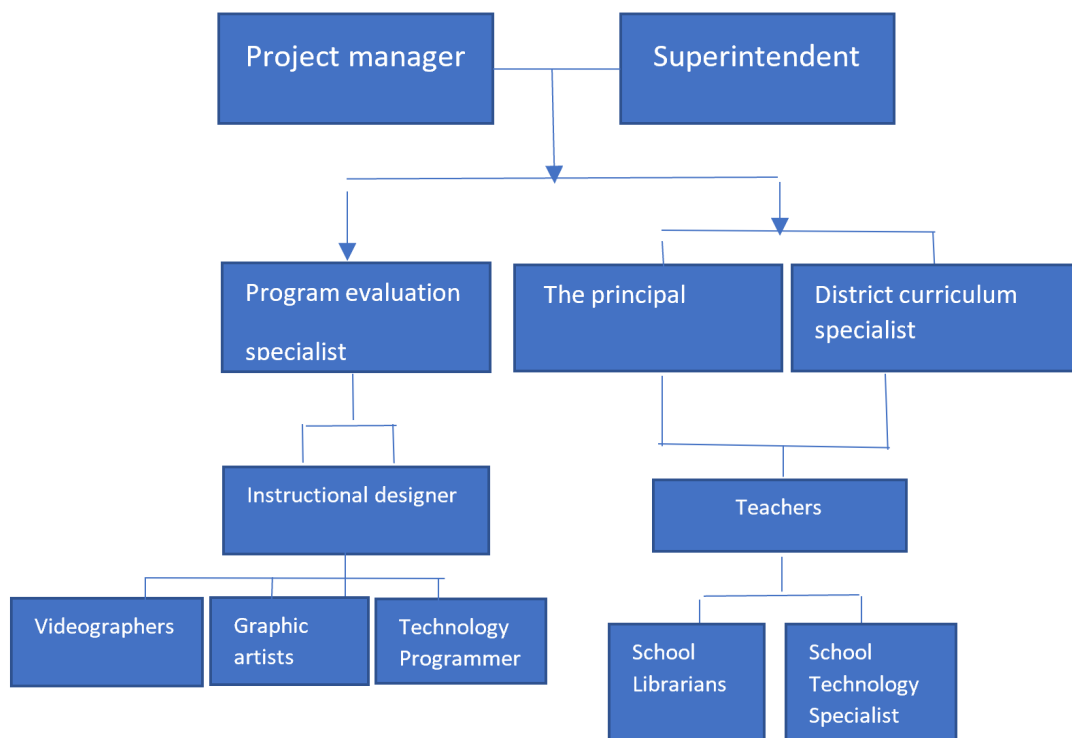 Project manager
Superintendent
Program evaluation
specialist
The principal
District curriculum
specialist
Instructional designer
Teachers
Videographers
Graphic
artists
Technology
Programmer
School
Librarians
School
Technology
Specialist